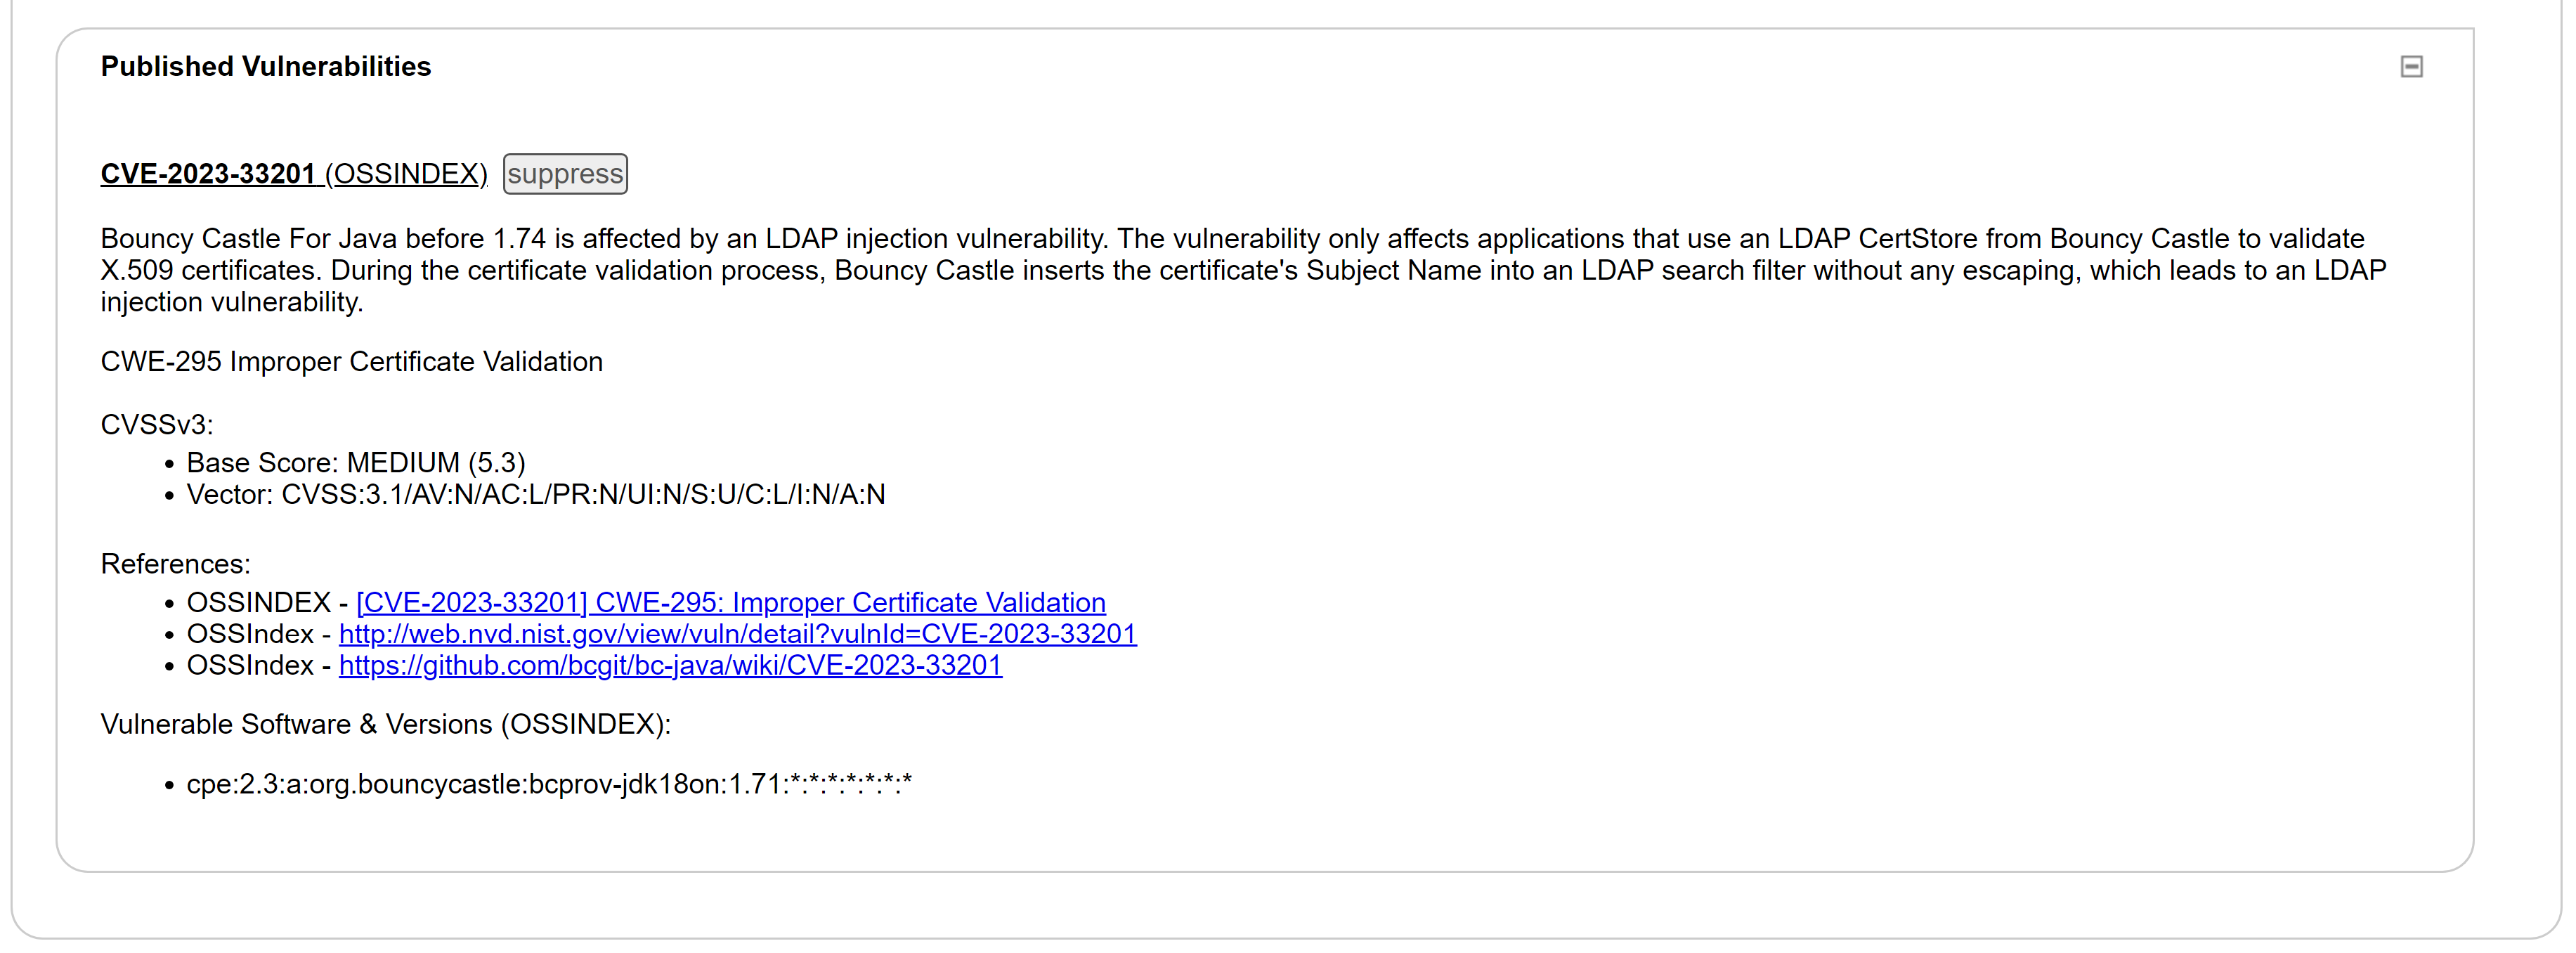 Published Vulnerabilities
CVE-2023-33201 (OSSINDEX) suppress
Bouncy Castle For Java before 1.74 is affected by an LDAP injection vulnerability. The vulnerability only affects applications that use an LDAP CertStore from Bouncy Castle to validate
X.509 certificates. During the certificate validation process, Bouncy Castle inserts the certificate's Subject Name into an LDAP search filter without any escaping, which leads to an LDAP
injection vulnerability.
CWE-295 Improper Certificate Validation
CVSSv3:
• Base Score: MEDIUM (5.3)
• Vector: CVSS:3.1/AV:N/AC:L/PR:N/UI:N/S:U/C:L/I:N/A:N
References:
• OSSINDEX - [CVE-2023-33201] CWE-295: Improper Certificate Validation
• OSSIndex - http://web.nvd.nist.gov/view/vuln/detail?vulnId=CVE-2023-33201
• OSSIndex - https://github.com/bcgit/bc-java/wiki/CVE-2023-33201
Vulnerable Software & Versions (OSSINDEX):
• cpe:2.3:a:org.bouncycastle:bcprov-jdk18on:1.71:*:*:*:*:*:*:*